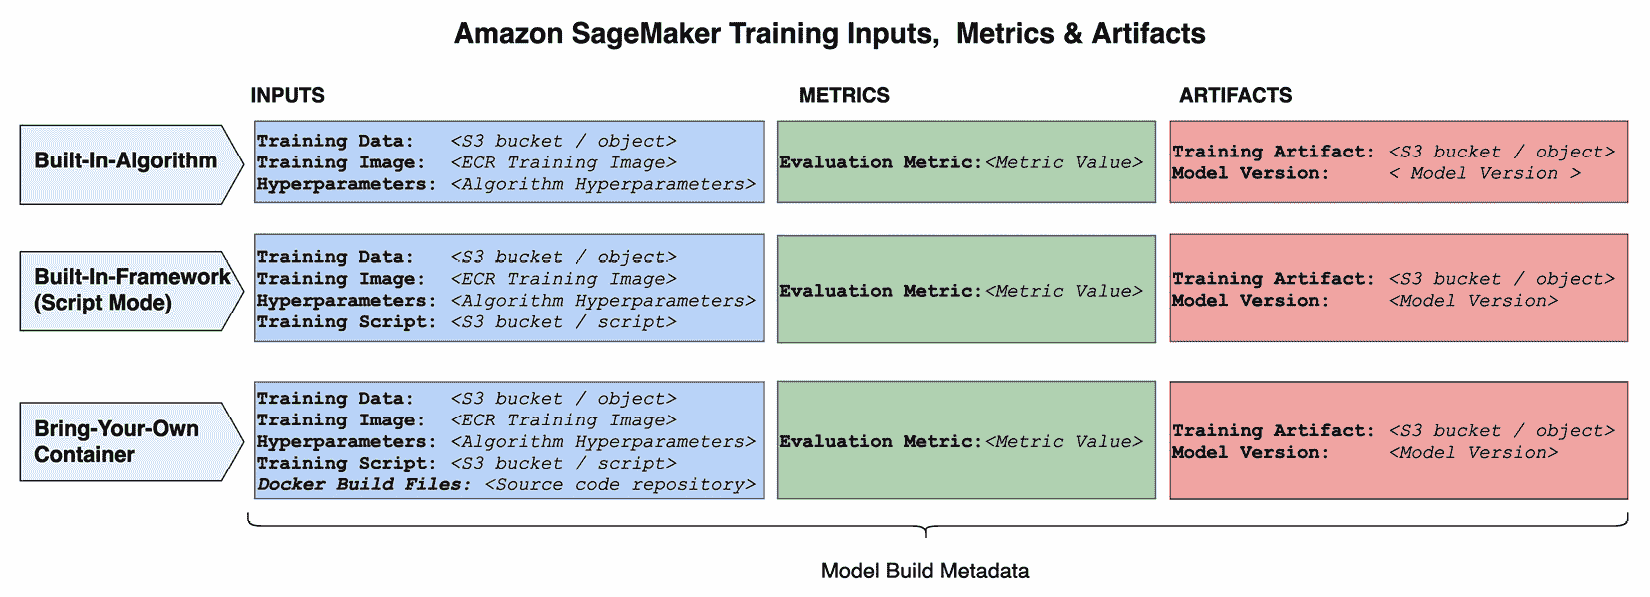 Amazon SageMaker Training Inputs, Metrics & Artifacts
INPUTS
METRICS
ARTIFACTS
Built-In-Algorithm
Training Data: <S3 bucket / object>
Training Image: <ECR Training Image>
Hyperparameters: <Algorithm Hyperparameters>
Evaluation Metric:<Metric Value>
Training Artifact: <S3 bucket / object>
Model Version: < Model Version >
Built-In-Framework
(Script Mode)
Training Data: <S3 bucket / object>
Training Image: <ECR Training Image>
Hyperparameters: <Algorithm Hyperparameters>
Training Script: <S3 bucket / script>
Evaluation Metric:<Metric Value>
Training Artifact: <S3 bucket / object>
Model Version: <Model Version>
Bring-Your-Own
Container
Training Data: <S3 bucket / object>
Training Image: <ECR Training Image>
Hyperparameters: <Algorithm Hyperparameters>
Training Script: <S3 bucket / script>
Docker Build Files: <Source code repository>
Evaluation Metric:<Metric Value>
Training Artifact: <S3 bucket / object>
Model Version: <Model Version>
Model Build Metadata